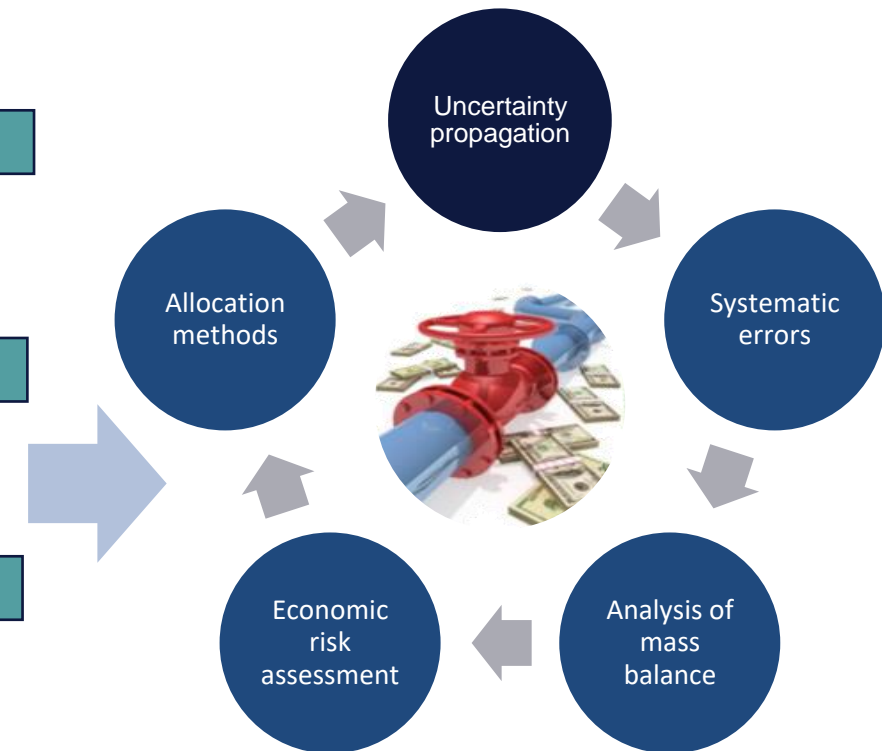 Uncertainty
propagation
Systematic
errors
Analysis of
mass
balance
Economic
risk
assessment
Allocation
methods